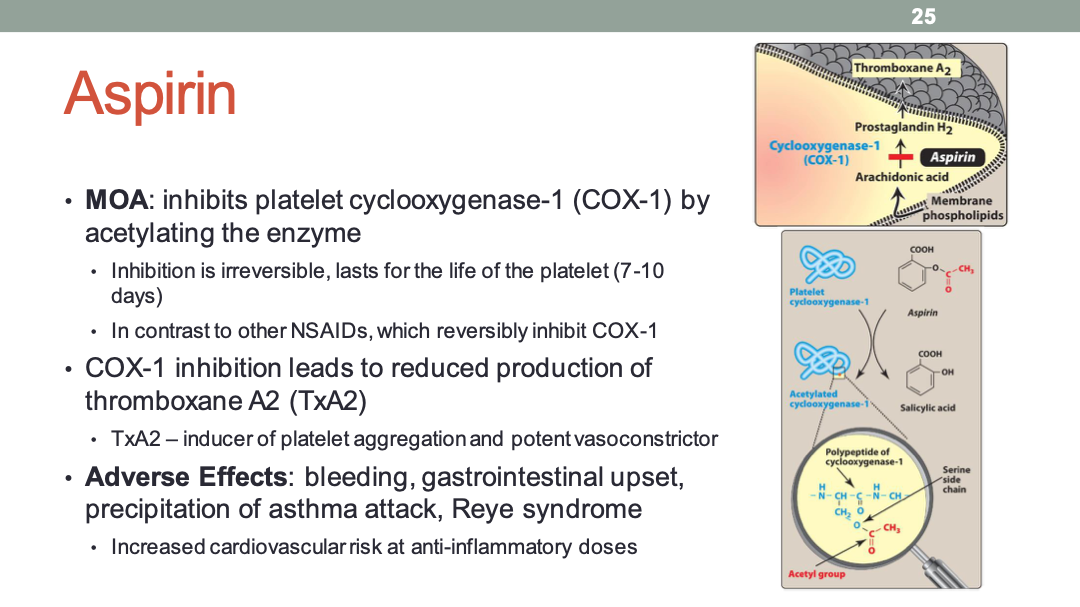 25
Aspirin
• MOA: inhibits platelet cyclooxygenase-1 (COX-1) by
acetylating the enzyme
• Inhibition is irreversible, lasts for the life of the platelet (7-10
days)
• In contrast to other NSAIDs, which reversibly inhibit COX-1
• COX-1 inhibition leads to reduced production of
thromboxane A2 (TxA2)
• TxA2 – inducer of platelet aggregation and potent vasoconstrictor
• Adverse Effects: bleeding, gastrointestinal upset,
precipitation of asthma attack, Reye syndrome
• Increased cardiovascular risk at anti-inflammatory doses
Thromboxane A2
Prostaglandin H2
Cyclooxygenase-1
(COX-1)
Aspirin
Arachidonic acid
Membrane
phospholipids
COOH
O
C
CH3
O
Platelet
cyclooxygenase-1
Aspirin
COOH
OH
Acetylated
cyclooxygenase-1
Salicylic acid
Polypeptide of
cyclooxygenase-1
Serine
side
chain
H H
N-CH-C-N-CH
CH2 O
O
C
CH3
O
Acetyl group